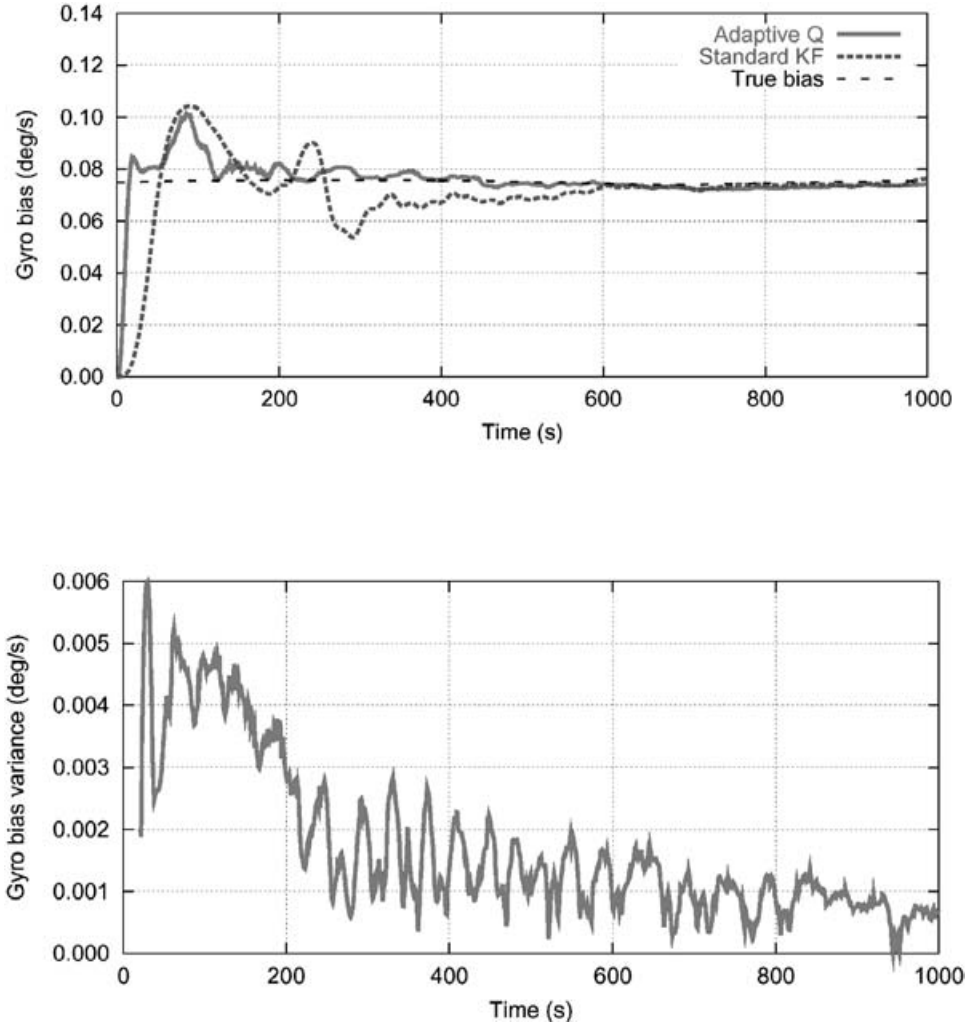 Gyro bias (deg/s)
0.14
0.12
0.10
0.08
0.06
0.04
0.02
0.00
Adaptive Q
Standard KF
True bias
0 200 400 600 800 1000
Time (s)
Gyro bias variance (deg/s)
0.006
0.005
0.004
0.003
0.002
0.001
0.000
0 200 400 600 800 1000
Time (s)